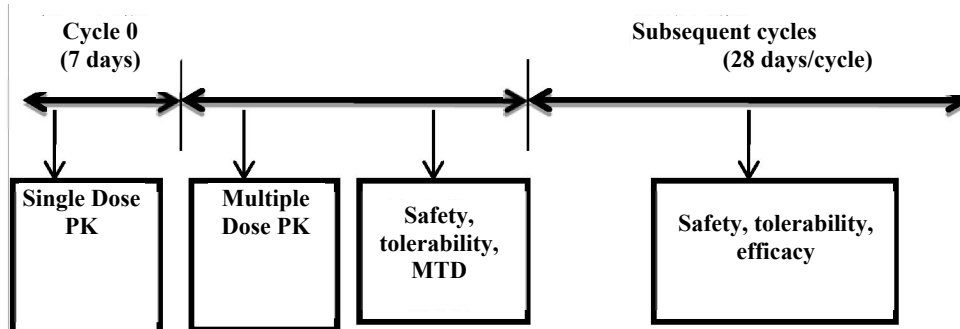 Cycle 0
(7 days)
Subsequent cycles
(28 days/cycle)
Single Dose
PK
Multiple
Dose PK
Safety,
tolerability,
MTD
Safety, tolerability,
efficacy